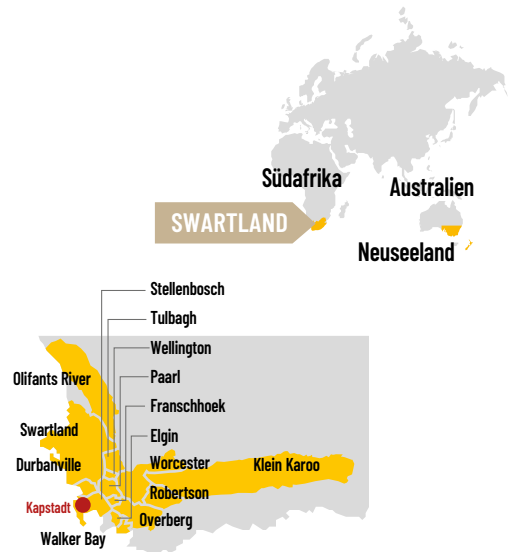 Südafrika
Australien
SWARTLAND
Neuseeland
Stellenbosch
Tulbagh
Wellington
Olifants River
Paarl
Franschhoek
Swartland
Elgin
Durbanville
Worcester
Klein Karoo
Robertson
Kapstadt
Overberg
Walker Bay